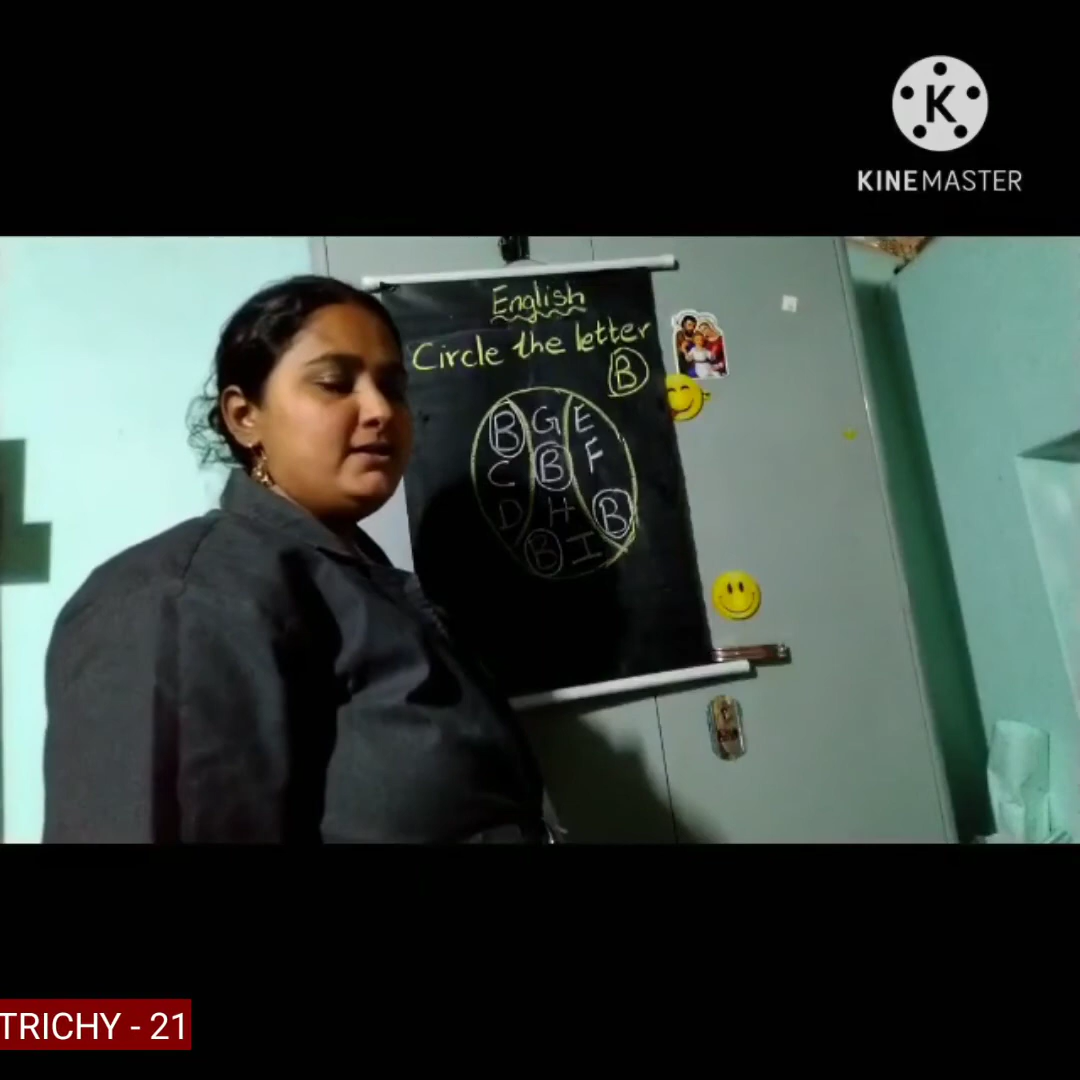 K
KINEMASTER
English
Circle the letter
B
B G E
C B F
D H B
B I
TRICHY - 21